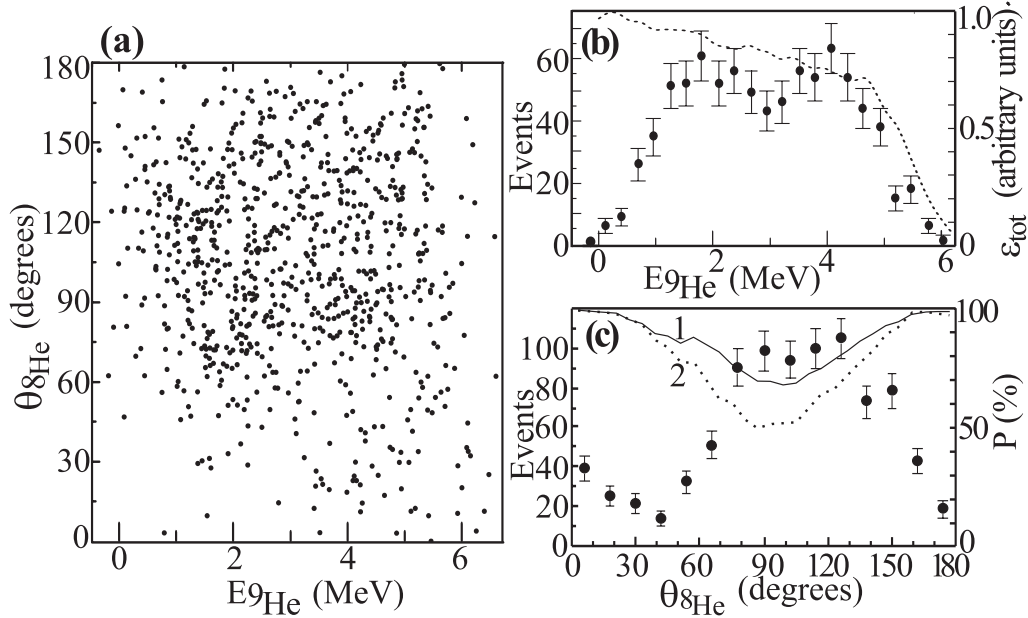 (a)
180
150
120
90
60
30
0
θ8He (degrees)
0 2 4 6
E9He (MeV)
(b)
60
40
20
0
Events
1.0
0.5
0
εtot (arbitrary units)
0 2 4 6
E9He (MeV)
(c)
1
2
100
80
60
40
20
0
Events
100
50
0
P (%)
0 30 60 90 120 150 180
θ8He (degrees)